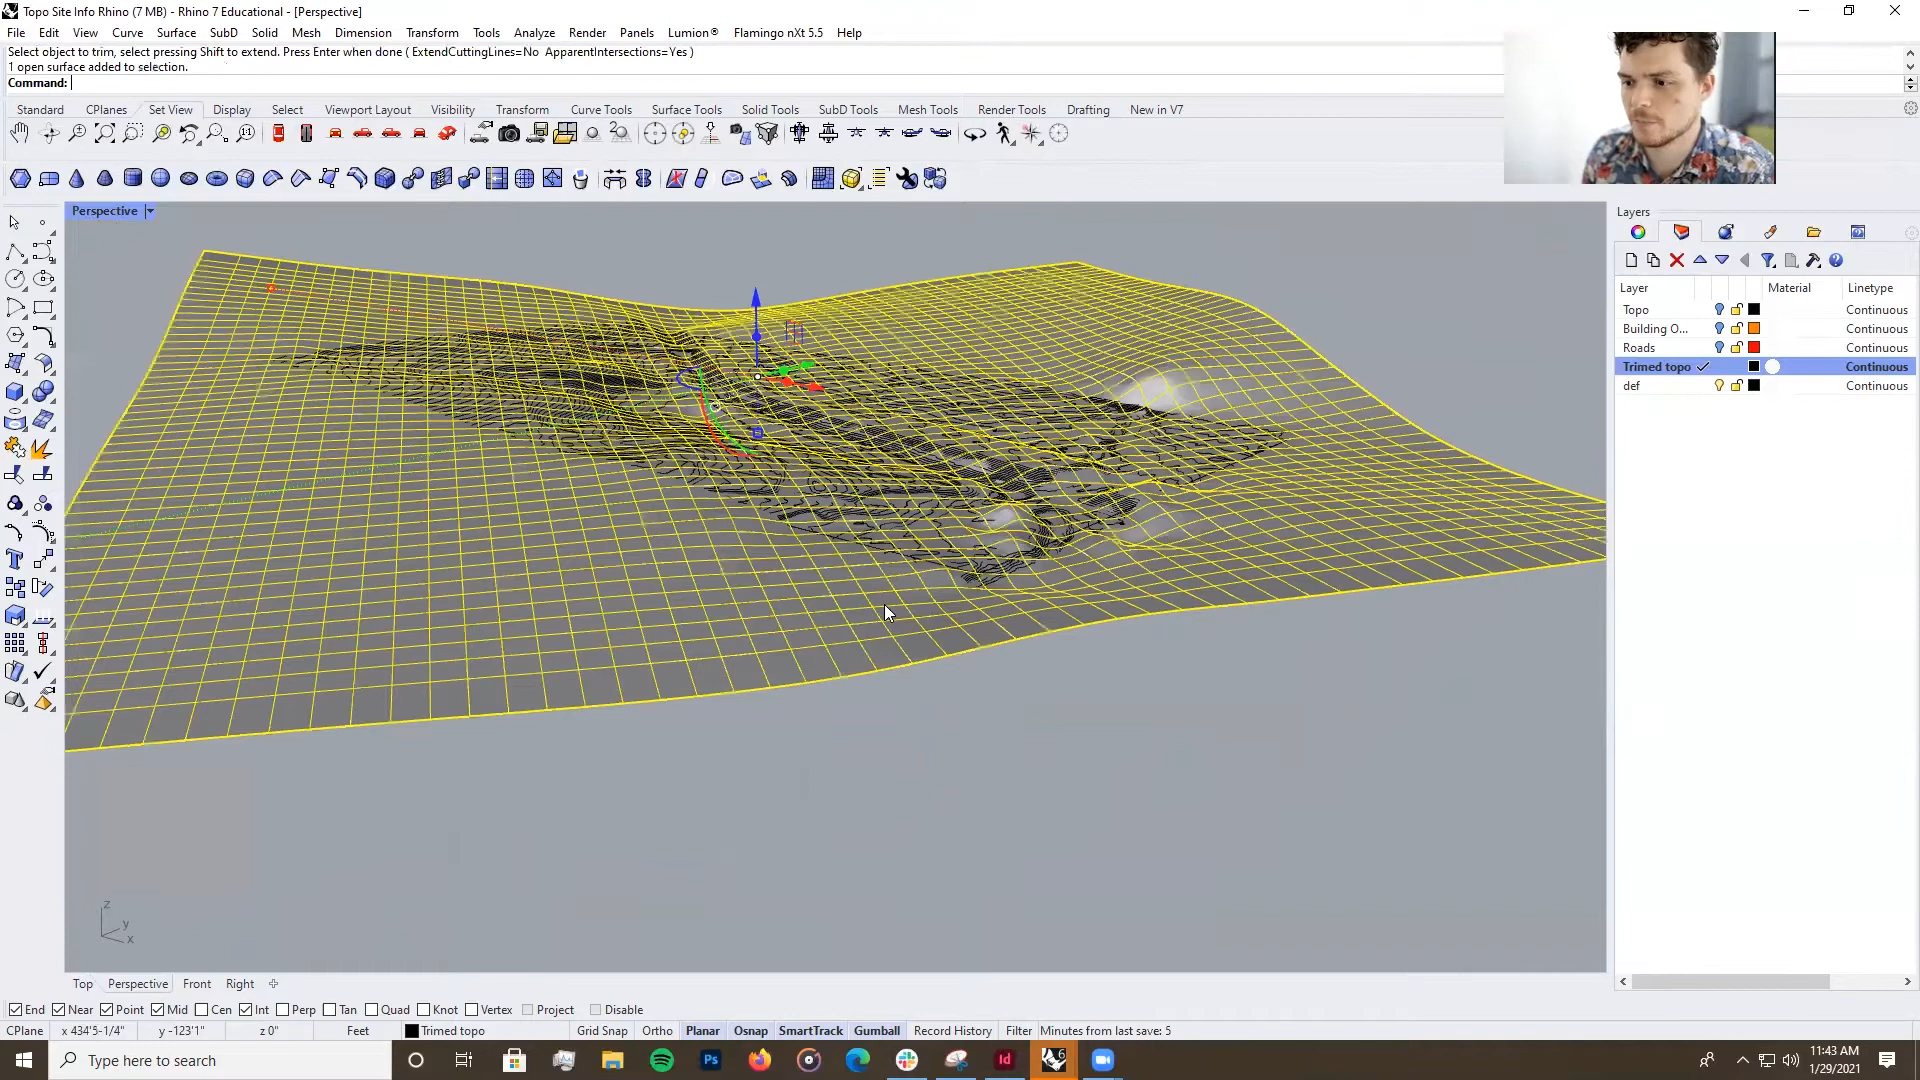 Topo Site Info Rhino (7 MB) - Rhino 7 Educational - [Perspective]
File Edit View Curve Surface SubD Solid Mesh Dimension Transform Tools Analyze Render Panels Lumion® Flamingo nXt 5.5 Help
Select object to trim, select pressing Shift to extend. Press Enter when done ( ExtendCuttingLines=No ApparentIntersections=Yes )
1 open surface added to selection.
Command:
Standard CPlanes Set View Display Select Viewport Layout Visibility Transform Curve Tools Surface Tools Solid Tools SubD Tools Mesh Tools Render Tools Drafting New in V7
Perspective
Layers
Layer Material Linetype
Topo Continuous
Building O... Continuous
Roads Continuous
Trimed topo Continuous
def Continuous
z
y
x
Top Perspective Front Right
End Near Point Mid Cen Int Perp Tan Quad Knot Vertex Project Disable
CPlane x 434'5-1/4" y -123'1" z 0" Feet Trimed topo Grid Snap Ortho Planar Osnap SmartTrack Gumball Record History Filter Minutes from last save: 5
Type here to search
Ps
Id
6
11:43 AM
1/29/2021